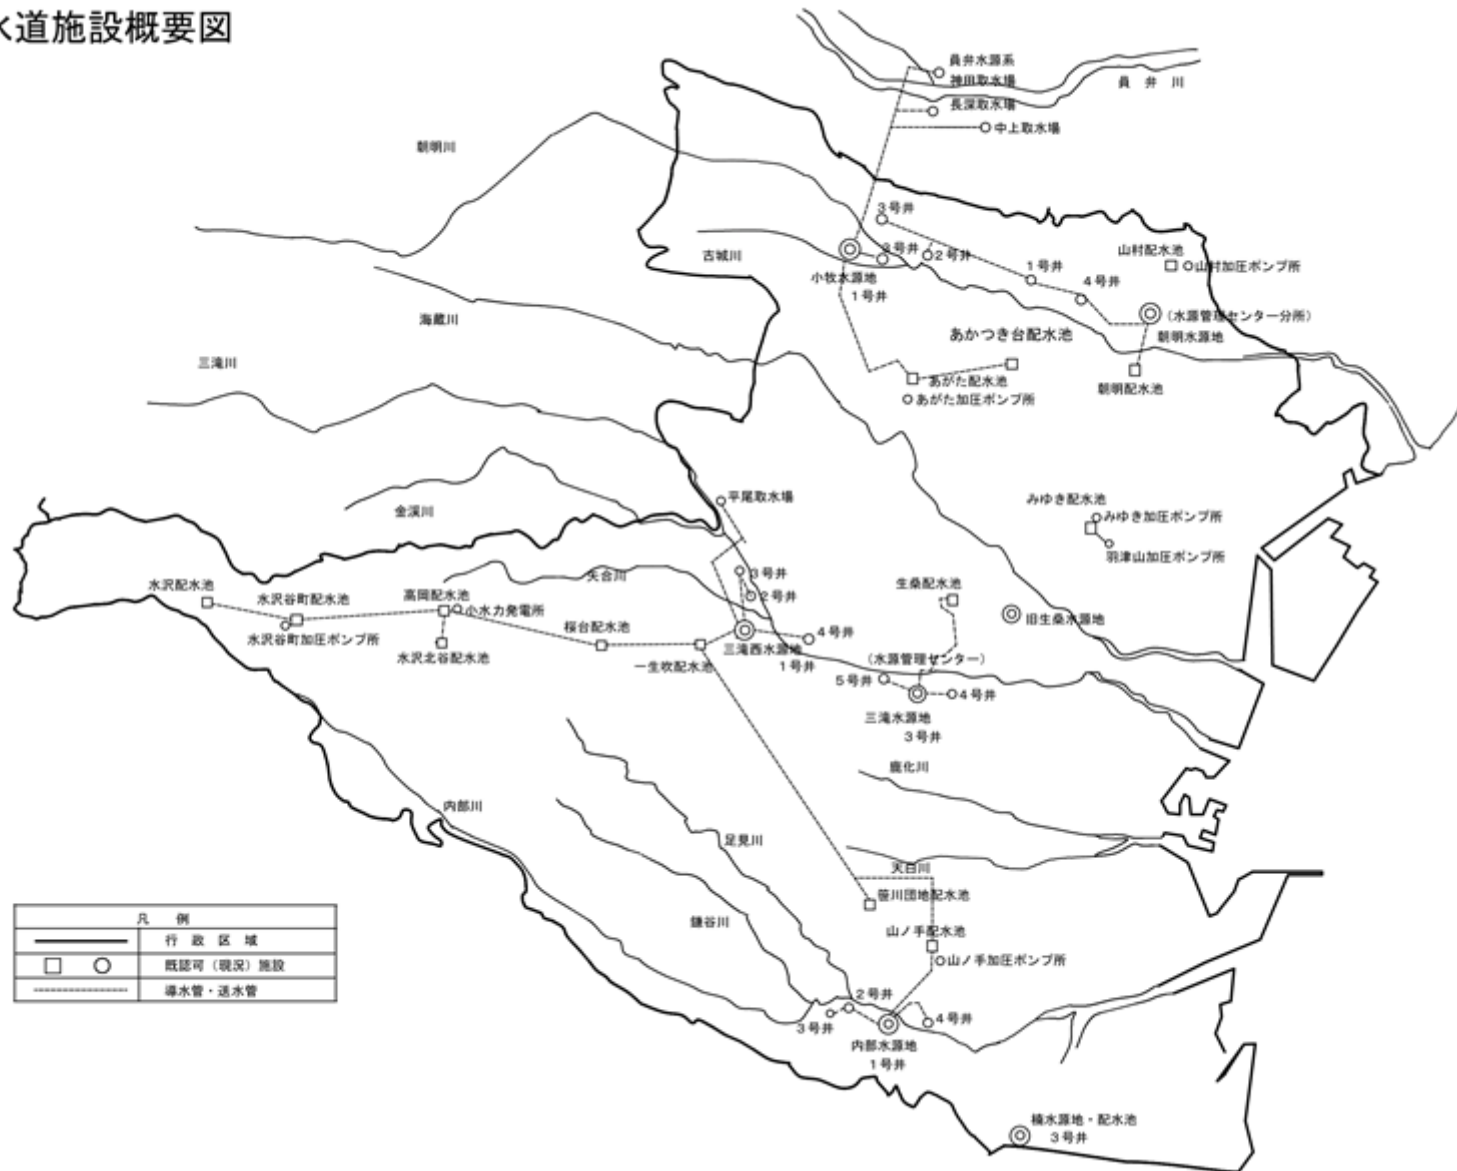 水道施設概要図
員弁水源系
神田取水場
員 弁 川
長深取水場
中上取水場
朝明川
3号井
古城川
3号井
2号井
山村配水池
山村加圧ポンプ所
小牧水源地
1号井
1号井
4号井
(水源管理センター分所)
朝明水源地
海蔵川
あかつき台配水池
三滝川
あがた配水池
あがた加圧ポンプ所
朝明配水池
平尾取水場
みゆき配水池
みゆき加圧ポンプ所
羽津山加圧ポンプ所
金渓川
矢合川
3号井
2号井
生桑配水池
旧生桑水源地
水沢配水池
水沢谷町配水池
水沢谷町加圧ポンプ所
高岡配水池
小水力発電所
水沢北谷配水池
桜台配水池
一生吹配水池
三滝西水源地
1号井
4号井
(水源管理センター)
5号井
4号井
三滝水源地
3号井
鹿化川
内部川
足見川
天白川
笹川団地配水池
鎌谷川
山ノ手配水池
山ノ手加圧ポンプ所
2号井
3号井
4号井
内部水源地
1号井
楠水源地・配水池
3号井
凡 例
行 政 区 域
既認可(現況)施設
導水管・送水管